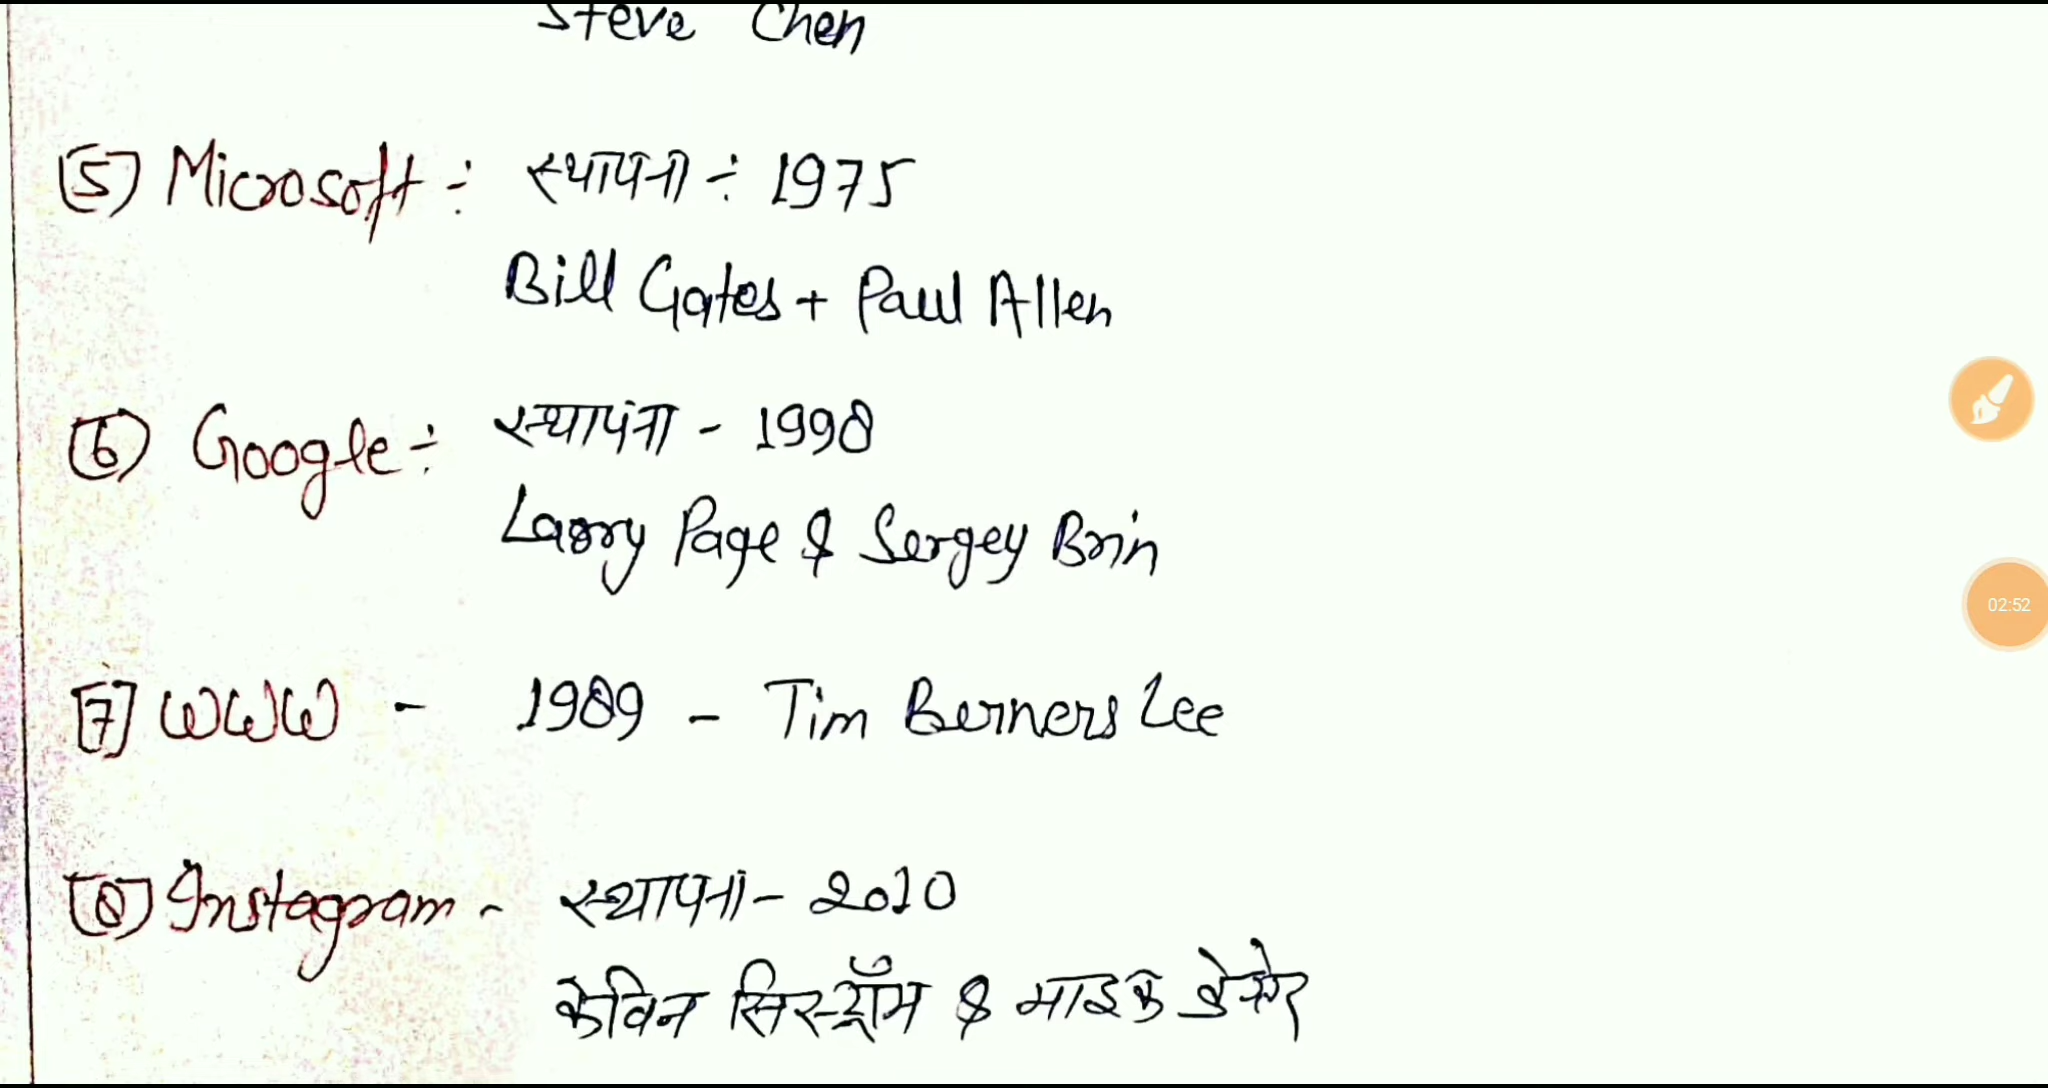 Steve Chen
(5) Microsoft ÷ स्थापना ÷ 1975
Bill Gates + Paul Allen
(6) Google ÷ स्थापना - 1998
Larry Page & Sergey Brin
[7] WWW - 1989 - Tim Berners Lee
(8) Instagram - स्थापना - 2010
केविन सिस्ट्रॉम & माइक
02:52